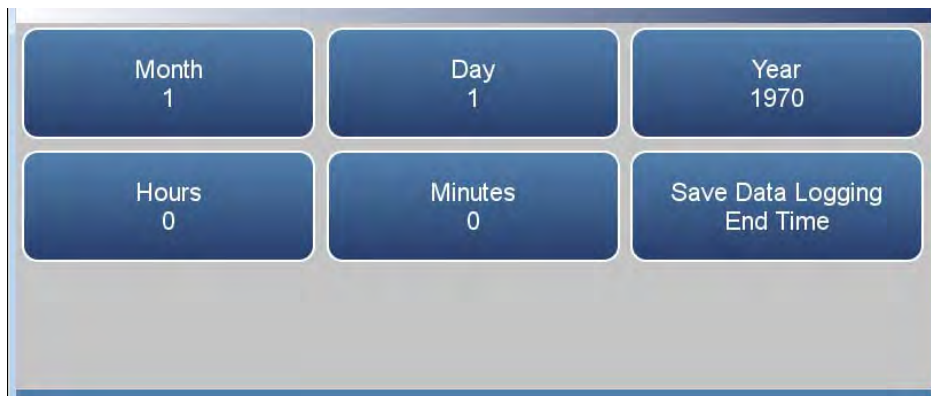 Month
1
Day
1
Year
1970
Hours
0
Minutes
0
Save Data Logging
End Time